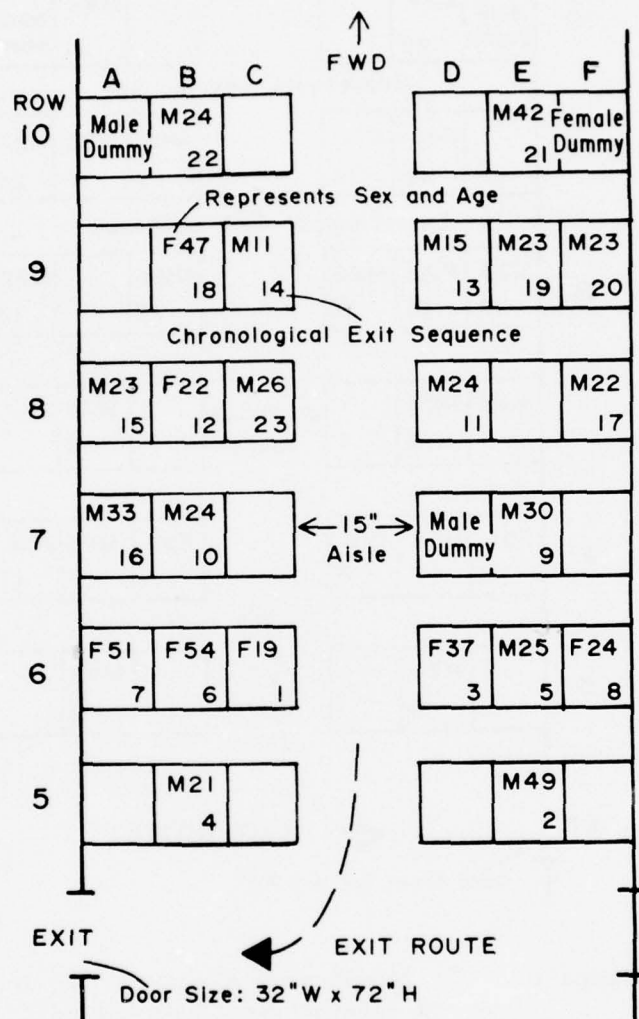 FWD
A B C D E F
ROW
10
Male Dummy M24 22 M42 21 Female Dummy
Represents Sex and Age
9
F47 18 M11 14 M15 13 M23 19 M23 20
Chronological Exit Sequence
8
M23 15 F22 12 M26 23 M24 11 M22 17
7
M33 16 M24 10 15" Aisle Male Dummy M30 9
6
F51 7 F54 6 F19 1 F37 3 M25 5 F24 8
5
M21 4 M49 2
EXIT EXIT ROUTE
Door Size: 32"W x 72"H